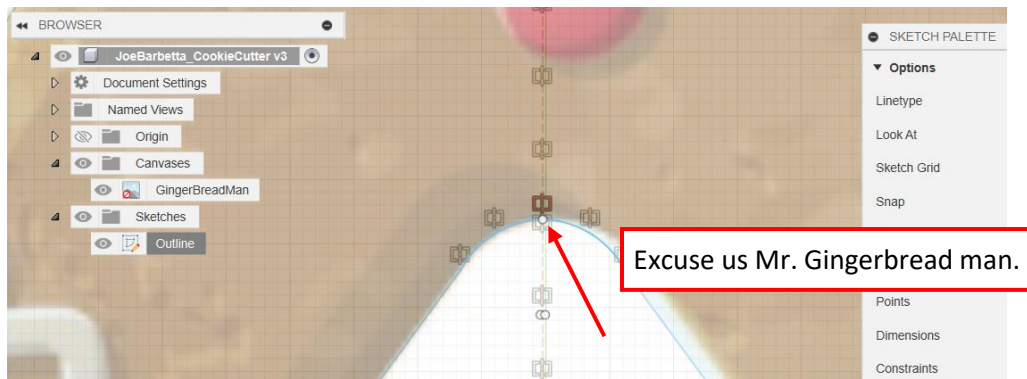 BROWSER
JoeBarbetta_CookieCutter v3
Document Settings
Named Views
Origin
Canvases
GingerBreadMan
Sketches
Outline
SKETCH PALETTE
Options
Linetype
Look At
Sketch Grid
Snap
Excuse us Mr. Gingerbread man.
Points
Dimensions
Constraints